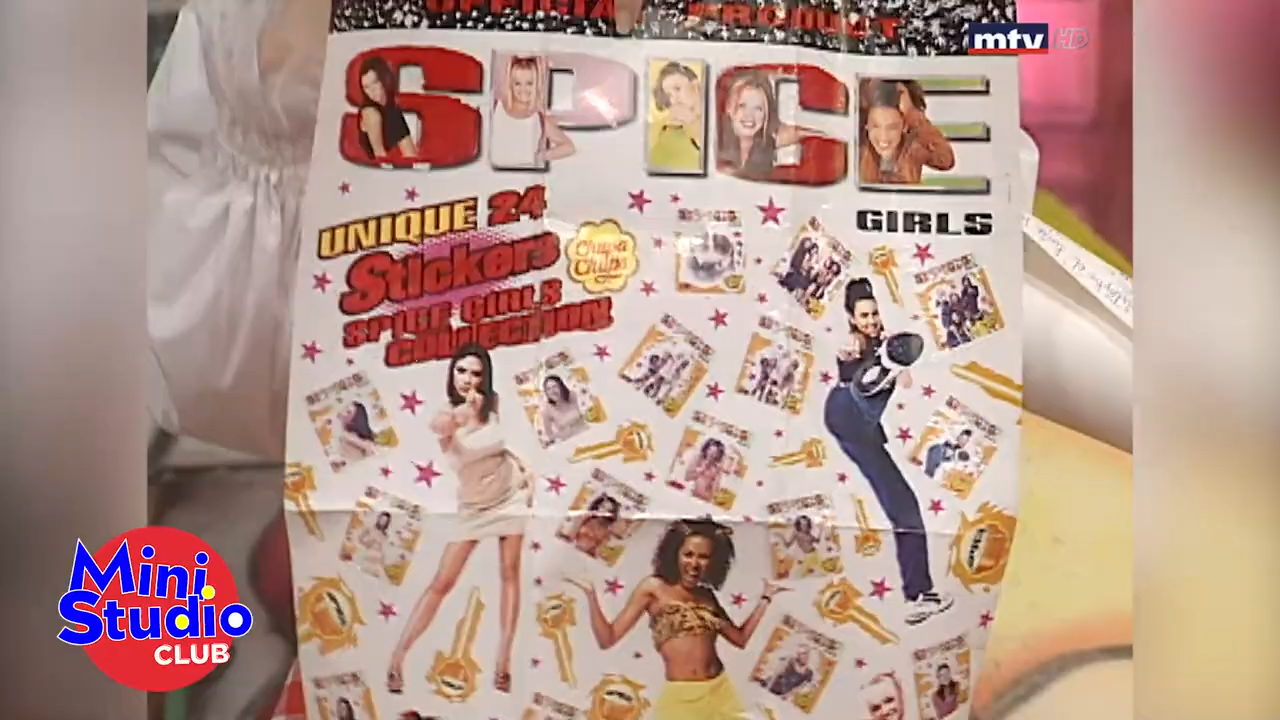 OFFICIAL PRODUCT
mtv HD
SPICE
GIRLS
UNIQUE 24
Stickers
SPICE GIRLS
COLLECTION
Chupa
Chups
Mini
Studio
CLUB